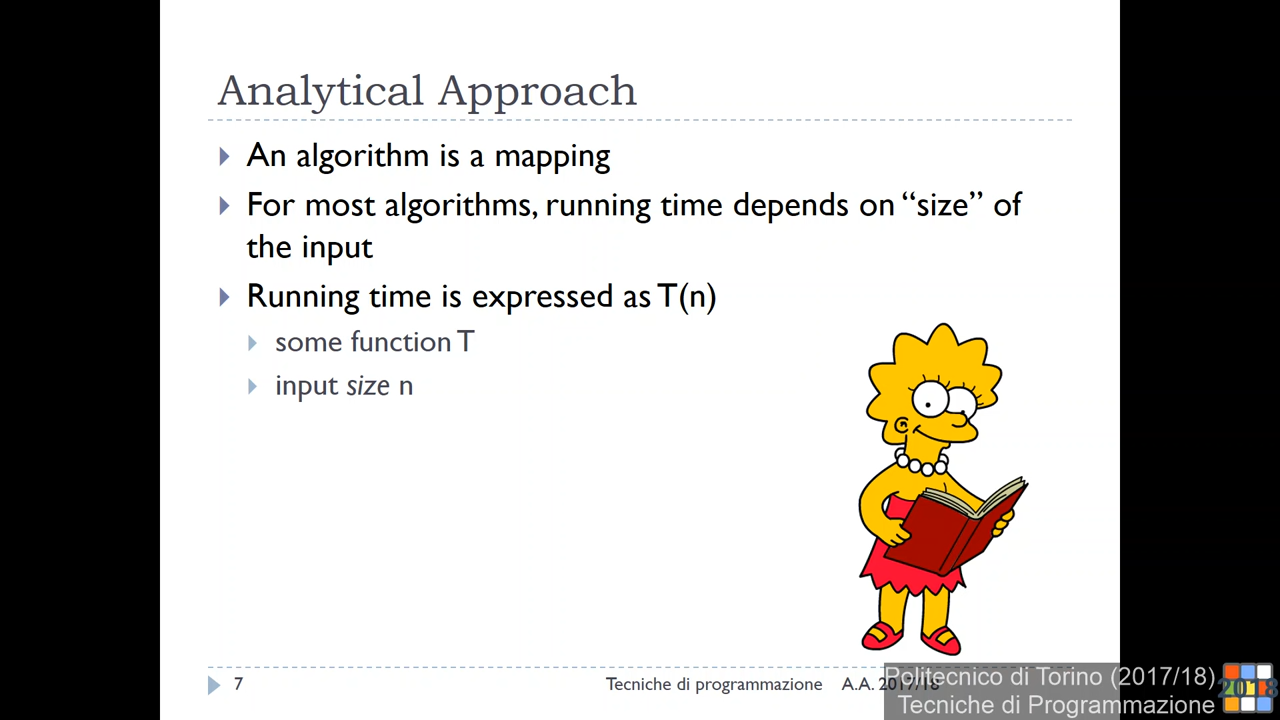 Analytical Approach
An algorithm is a mapping
For most algorithms, running time depends on “size” of
the input
Running time is expressed as T(n)
some function T
input size n
7
Tecniche di programmazione A.A. 2017/18
Politecnico di Torino (2017/18)
Tecniche di Programmazione
2018